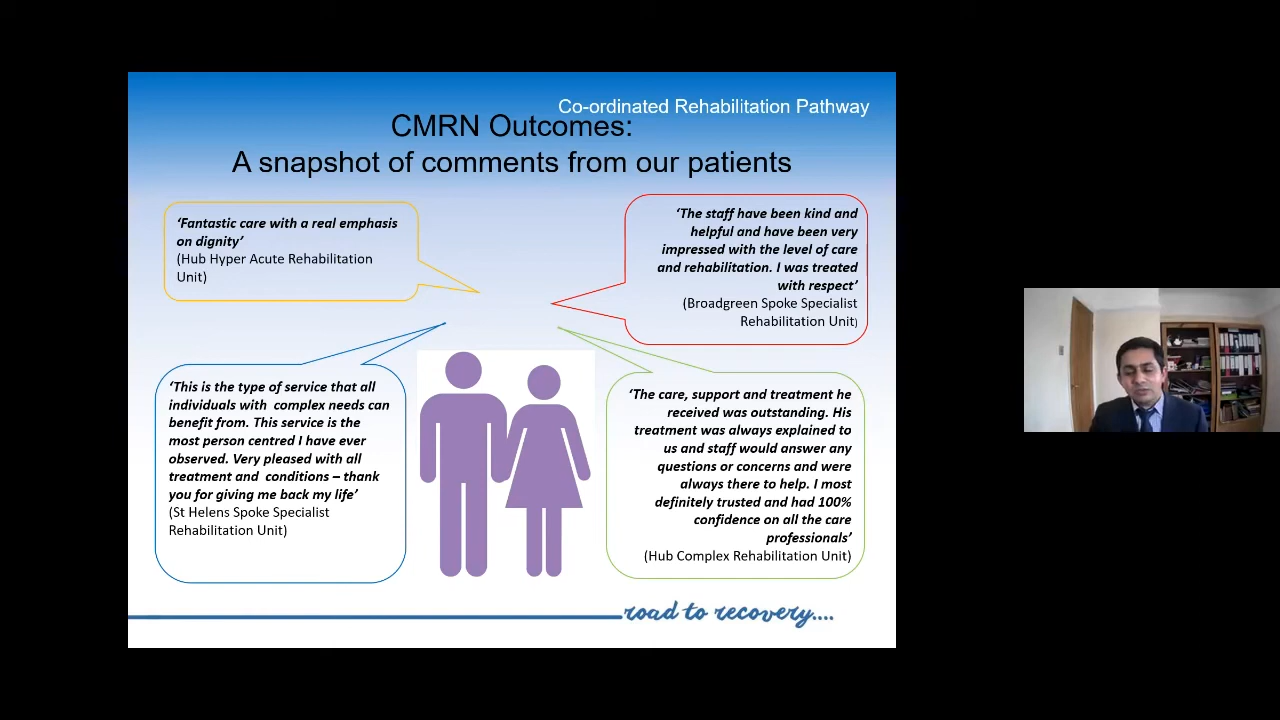 Co-ordinated Rehabilitation Pathway
CMRN Outcomes:
A snapshot of comments from our patients
‘Fantastic care with a real emphasis
on dignity’
(Hub Hyper Acute Rehabilitation
Unit)
‘The staff have been kind and
helpful and have been very
impressed with the level of care
and rehabilitation. I was treated
with respect’
(Broadgreen Spoke Specialist
Rehabilitation Unit)
‘This is the type of service that all
individuals with complex needs can
benefit from. This service is the
most person centred I have ever
observed. Very pleased with all
treatment and conditions – thank
you for giving me back my life’
(St Helens Spoke Specialist
Rehabilitation Unit)
‘The care, support and treatment he
received was outstanding. His
treatment was always explained to
us and staff would answer any
questions or concerns and were
always there to help. I most
definitely trusted and had 100%
confidence on all the care
professionals’
(Hub Complex Rehabilitation Unit)
road to recovery....